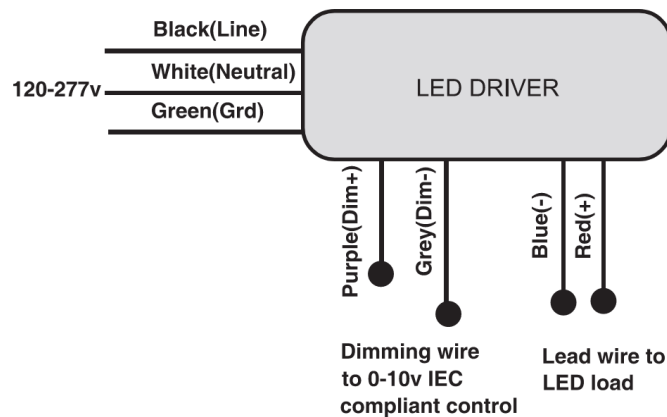 Black(Line)
White(Neutral)
120-277v
Green(Grd)
LED DRIVER
Purple(Dim+)
Grey(Dim-)
Blue(-)
Red(+)
Dimming wire
to 0-10v IEC
compliant control
Lead wire to
LED load